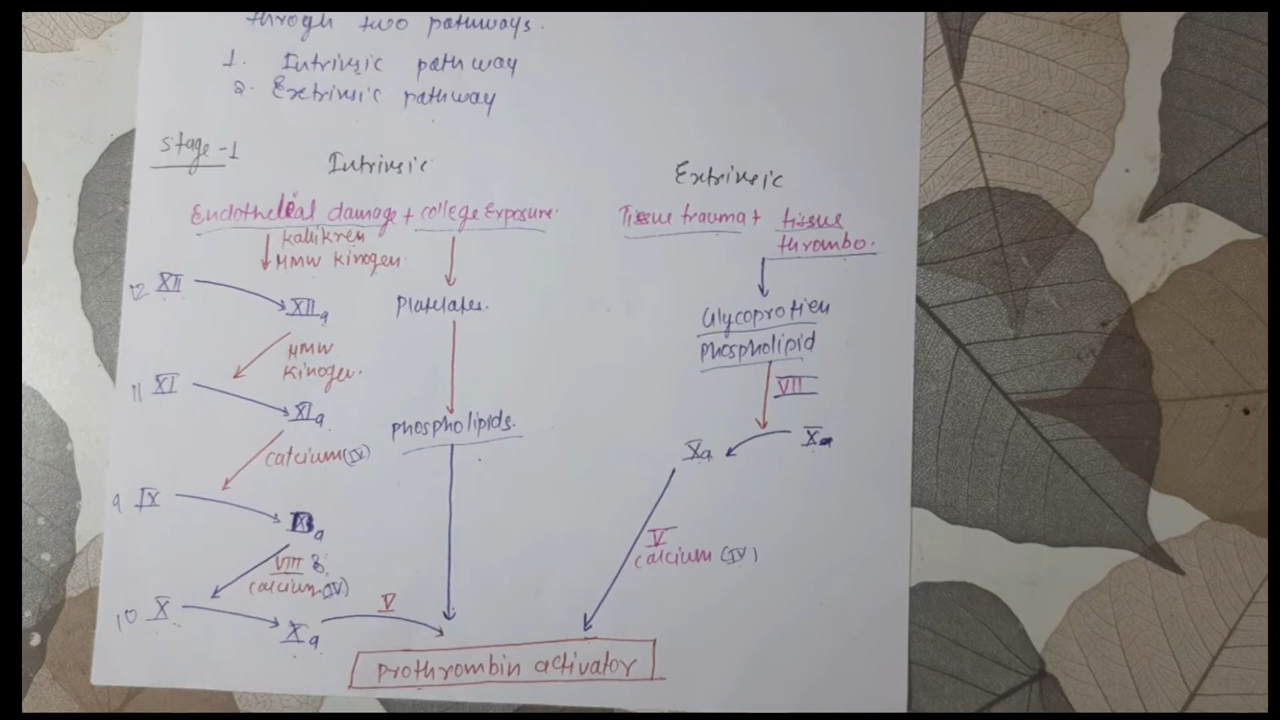 throgh two pathways.
1. Intrinsic pathway
2. Extrinsic pathway
Stage-1
Intrinsic
Extrinsic
Endothelial damage + college Exposure.
Tissue trauma + tissue
thrombo.
kallikren
HMW kinogen.
12 XII
XIIa
Platelates.
Glycoprotien
Phospholipid
HMW
Kinogen.
VII
11 XI
XIa
phospholipids.
Xa
X
calcium (IV)
9 IX
a
V
calcium (IV)
VIII &
calcium (IV)
10 X
V
Xa
Prothrombin activator